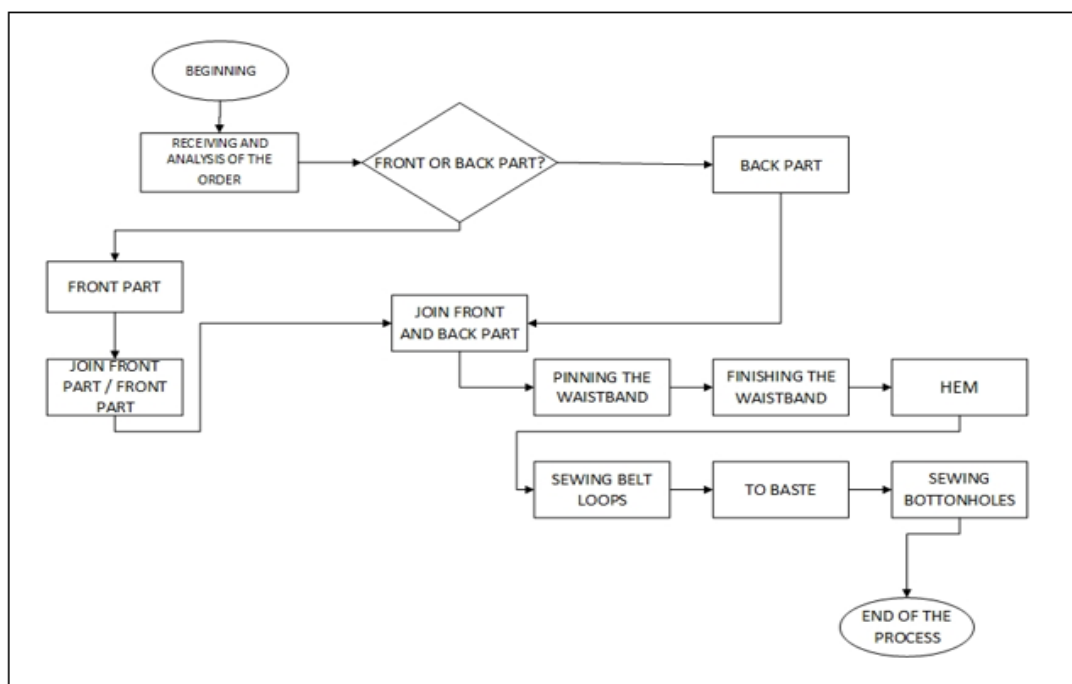 BEGINNING
RECEIVING AND
ANALYSIS OF THE
ORDER
FRONT OR BACK PART?
BACK PART
FRONT PART
JOIN FRONT
PART / FRONT
PART
JOIN FRONT
AND BACK PART
PINNING THE
WAISTBAND
FINISHING THE
WAISTBAND
HEM
SEWING BELT
LOOPS
TO BASTE
SEWING
BOTTONHOLES
END OF THE
PROCESS